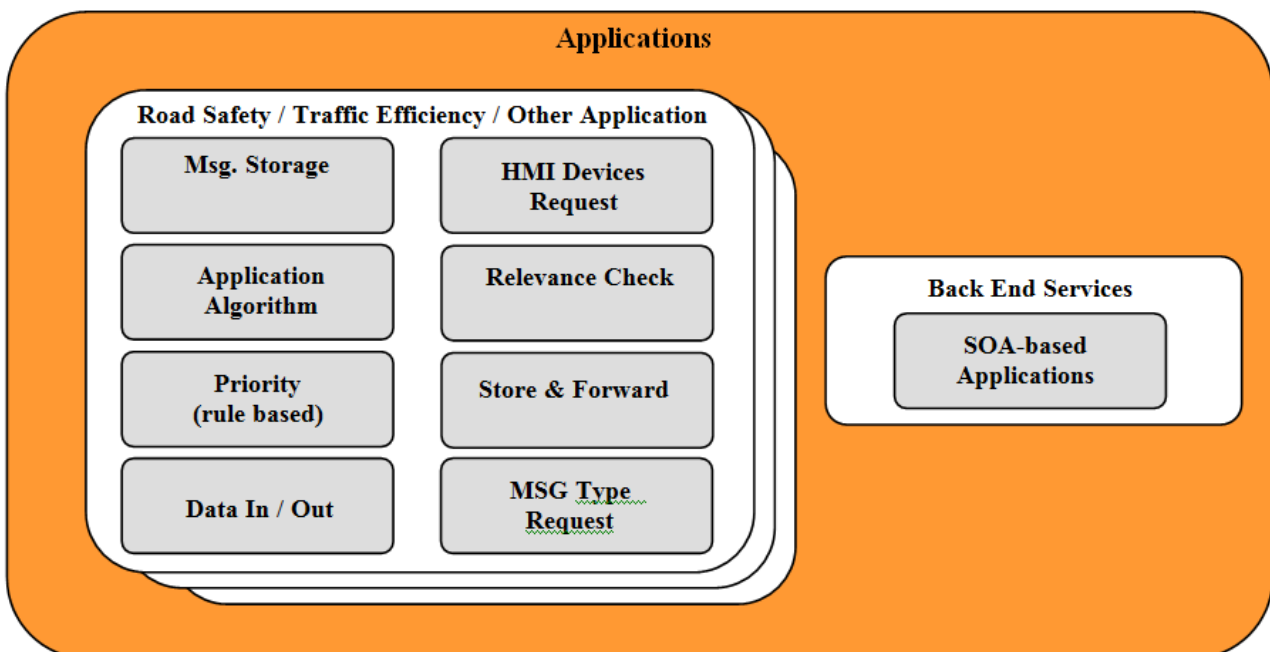 Applications
Road Safety / Traffic Efficiency / Other Application
Msg. Storage
HMI Devices
Request
Application
Algorithm
Relevance Check
Priority
(rule based)
Store & Forward
Data In / Out
MSG Type
Request
Back End Services
SOA-based
Applications